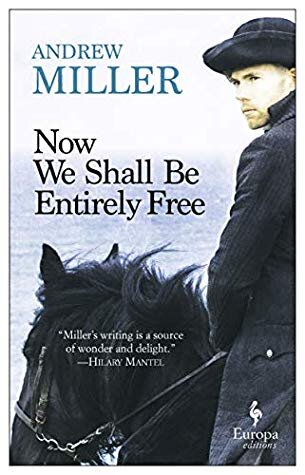 ANDREW
MILLER
Now
We Shall Be
Entirely Free
“Miller’s writing is a source
of wonder and delight.”
—HILARY MANTEL
Europa
editions